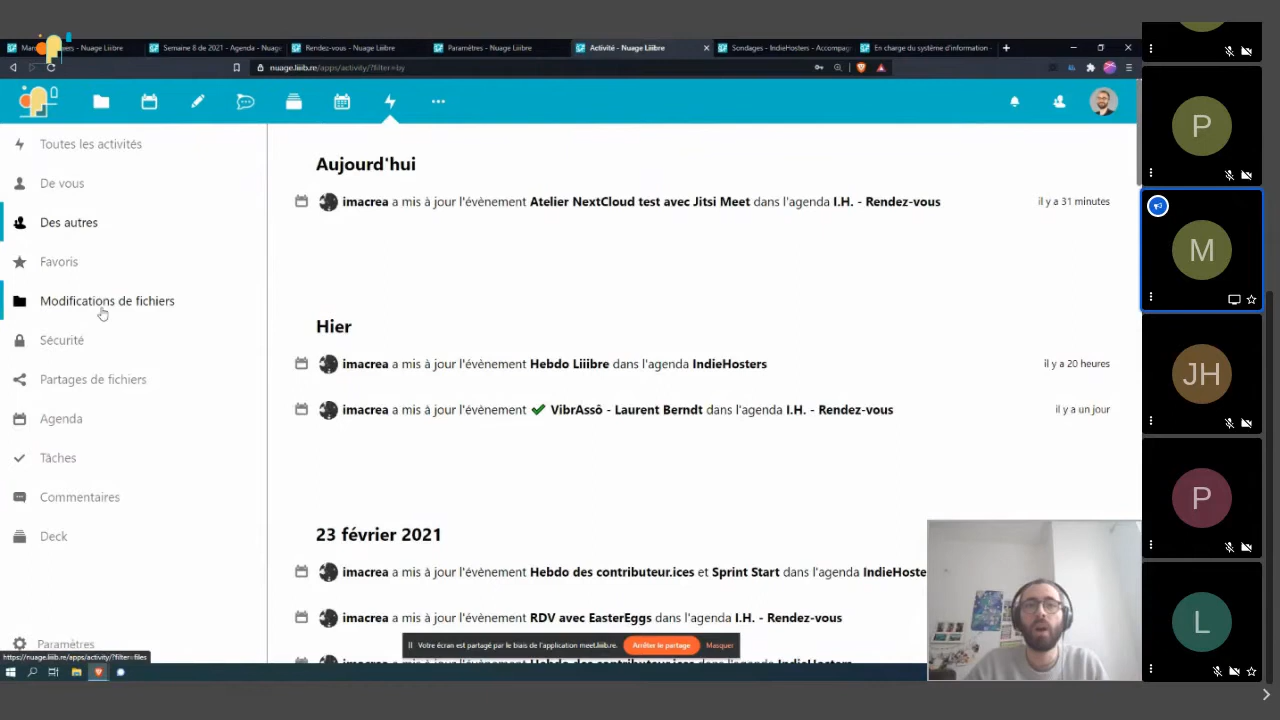 Semaine 8 de 2021 - Agenda - Nuage
Rendez-vous - Nuage Liiibre
Paramètres - Nuage Liiibre
Activité - Nuage Liiibre
Sondages - IndieHosters - Accompag
En charge du système d'information -
nuage.liiib.re/apps/activity/?filter=by
Toutes les activités
De vous
Des autres
Favoris
Modifications de fichiers
Sécurité
Partages de fichiers
Agenda
Tâches
Commentaires
Deck
Paramètres
https://nuage.liiib.re/apps/activity/?filter=files
Aujourd'hui
imacrea a mis à jour l'évènement Atelier NextCloud test avec Jitsi Meet dans l'agenda I.H. - Rendez-vous il y a 31 minutes
Hier
imacrea a mis à jour l'évènement Hebdo Liiibre dans l'agenda IndieHosters il y a 20 heures
imacrea a mis à jour l'évènement ✔ VibrAssô - Laurent Berndt dans l'agenda I.H. - Rendez-vous il y a un jour
23 février 2021
imacrea a mis à jour l'évènement Hebdo des contributeur.ices et Sprint Start dans l'agenda IndieHoste
imacrea a mis à jour l'évènement RDV avec EasterEggs dans l'agenda I.H. - Rendez-vous
Votre écran est partagé par le biais de l'application meet.liiib.re.
Arrêter le partage
Masquer
P
M
JH
P
L